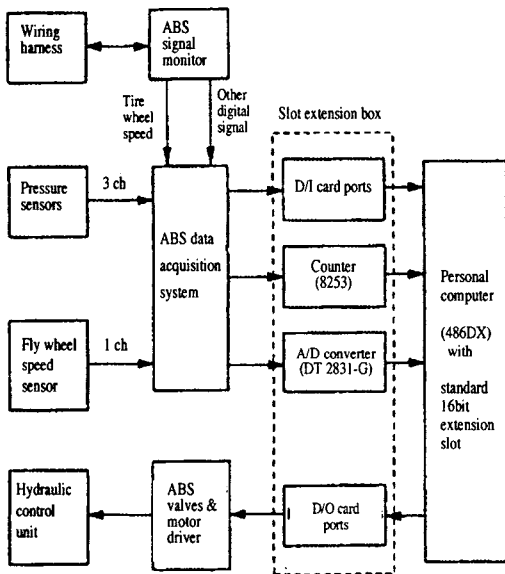 Wiring
harness
ABS
signal
monitor
Tire
wheel
speed
Other
digital
signal
Slot extension box
Pressure
sensors
3 ch
ABS data
acquisition
system
D/I card ports
Counter
(8253)
A/D converter
(DT 2831-G)
Personal
computer
(486DX)
with
standard
16bit
extension
slot
Fly wheel
speed
sensor
1 ch
Hydraulic
control
unit
ABS
valves &
motor
driver
D/O card
ports